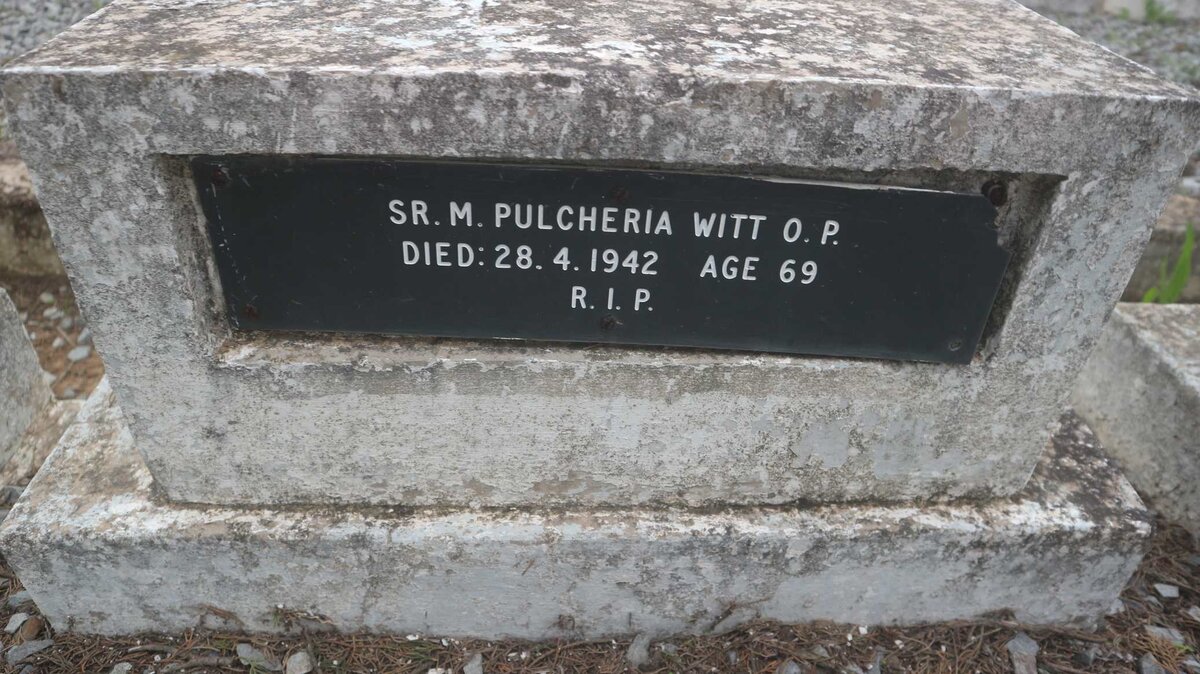 SR. M. PULCHERIA WITT O. P.
DIED: 28. 4. 1942 AGE 69
R. I. P.